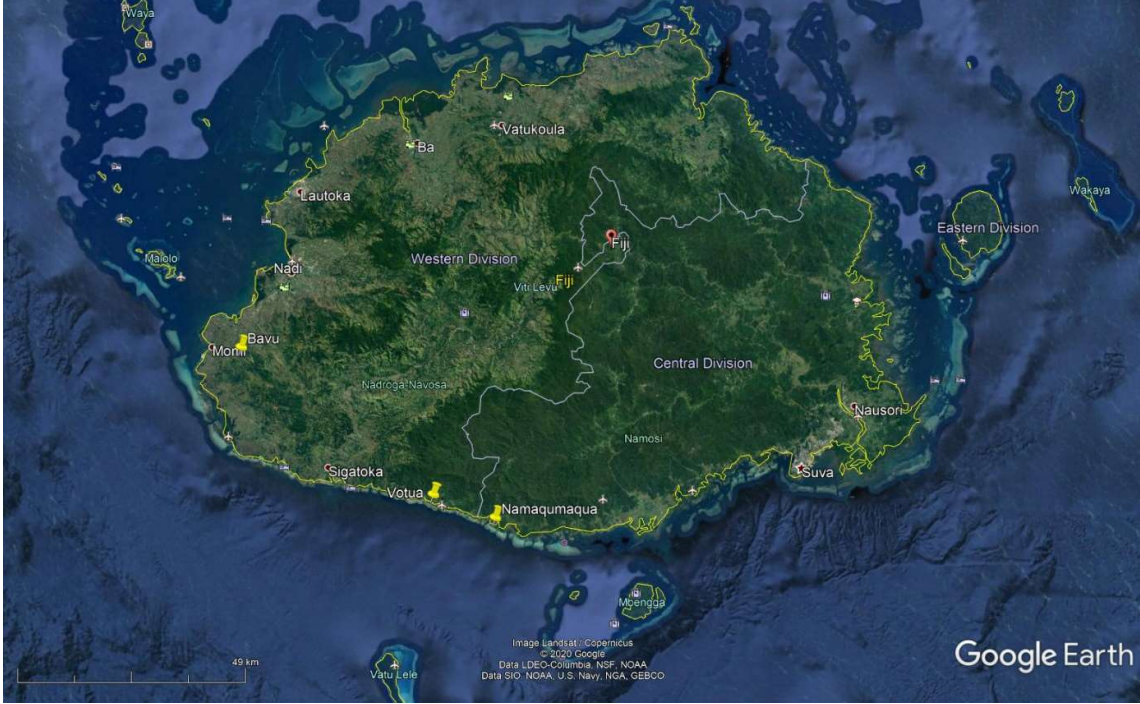 Waya
Vatukoula
Ba
Lautoka
Wakaya
Eastern Division
Fiji
Malolo
Nadi
Western Division
Viti Levu
Fiji
Bavu
Momi
Central Division
Nadroga-Navosa
Nausori
Namosi
Sigatoka
Suva
Votua
Namaqumaqua
Mbengga
Image Landsat / Copernicus
© 2020 Google
Data LDEO-Columbia, NSF, NOAA
Data SIO NOAA, U.S. Navy, NGA, GEBCO
Google Earth
49 km
Vatu Lele